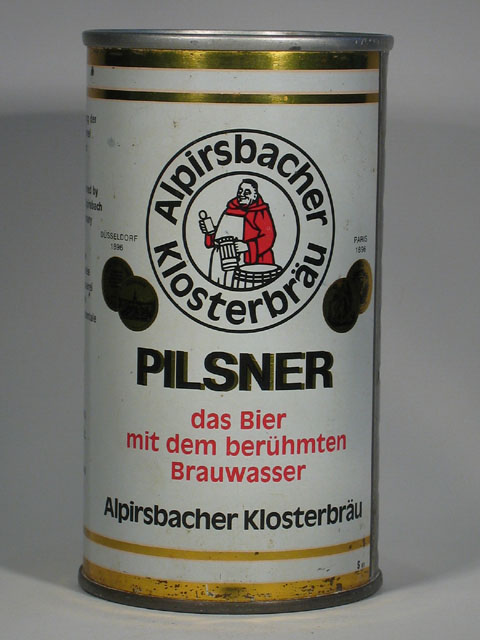 Alpirsbacher
Klosterbräu
DÜSSELDORF
1896
PARIS
1896
PILSNER
das Bier
mit dem berühmten
Brauwasser
Alpirsbacher Klosterbräu